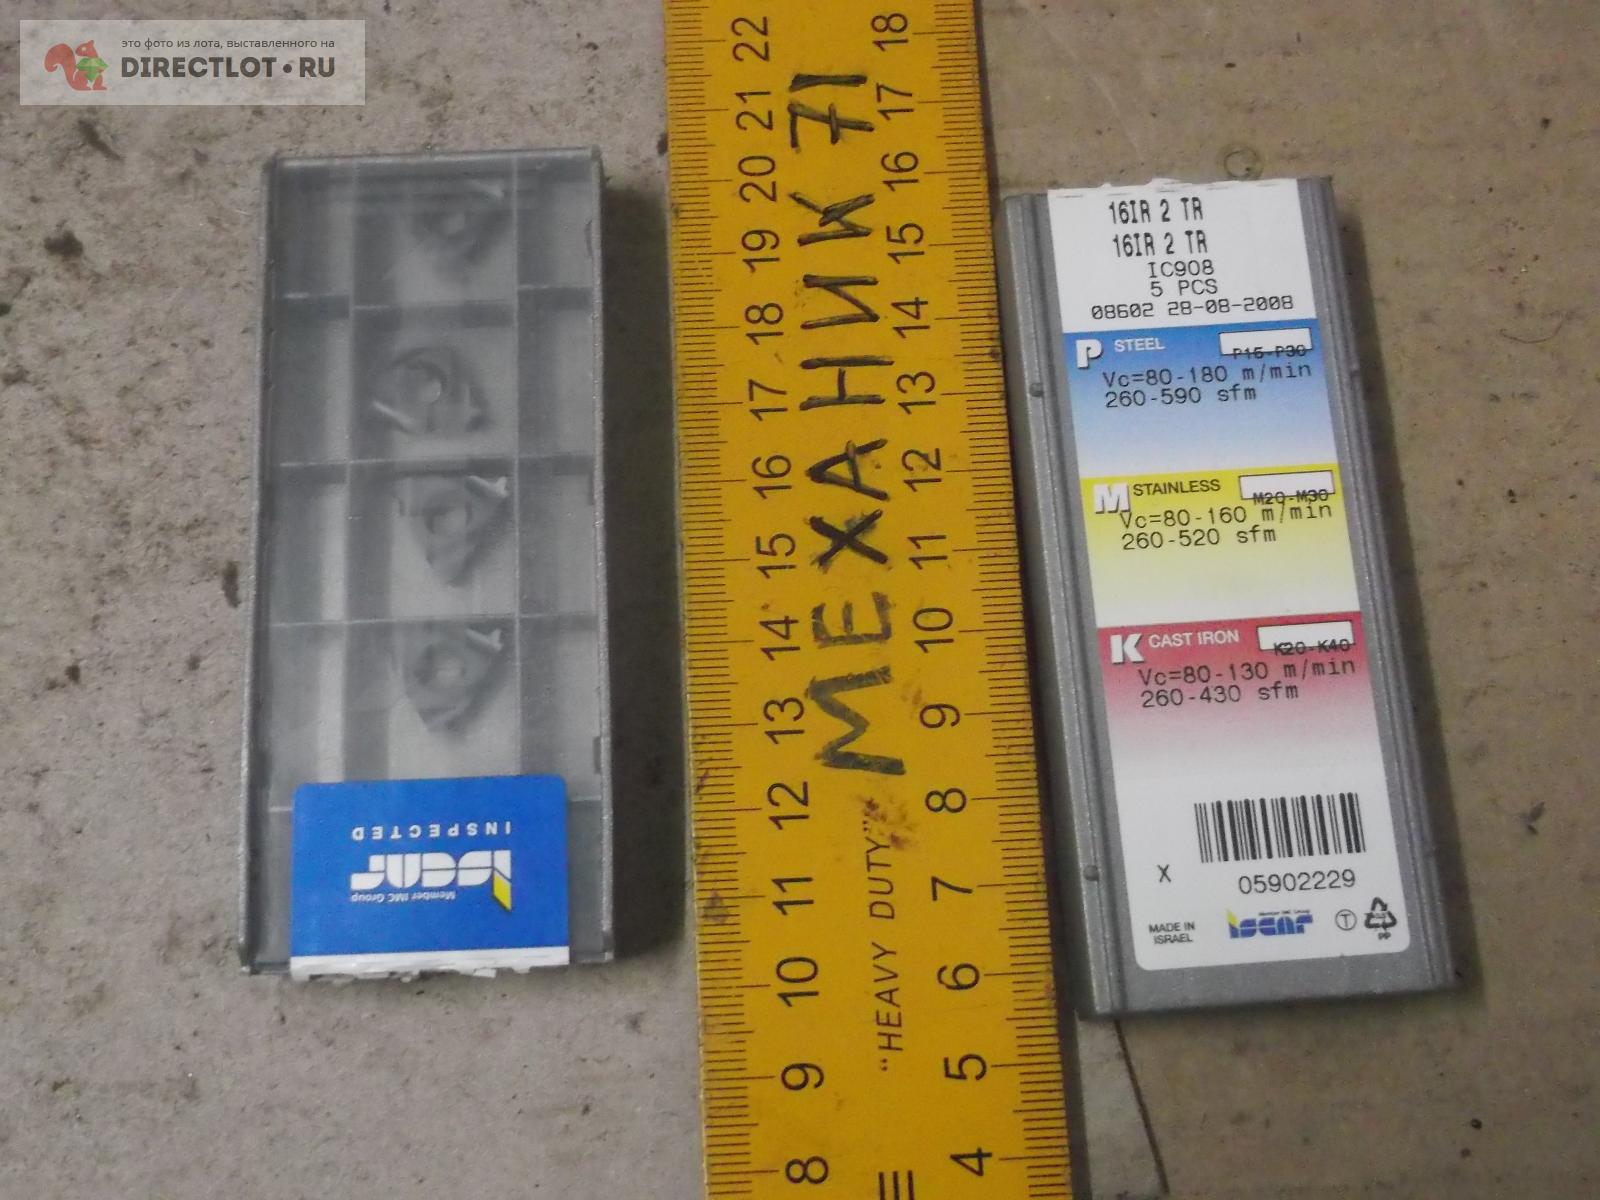 это фото из лота, выставленного на
DIRECTLOT•RU
INSPECTED
iscar
Member IMC Group
22
21
20
19
18
17
16
15
14
13
12
11
10
9
8
МЕХАНИК 71
"HEAVY DUTY"
18
17
16
15
14
13
12
11
10
9
8
7
6
5
4
16IR 2 TR
16IR 2 TR
IC908
5 PCS
08602 28-08-2008
P STEEL
P15-P30
Vc=80-180 m/min
260-590 sfm
M STAINLESS
M20-M30
Vc=80-160 m/min
260-520 sfm
K CAST IRON
K20-K40
Vc=80-130 m/min
260-430 sfm
X
05902229
MADE IN
ISRAEL
Member IMC Group
iscar
T
PP